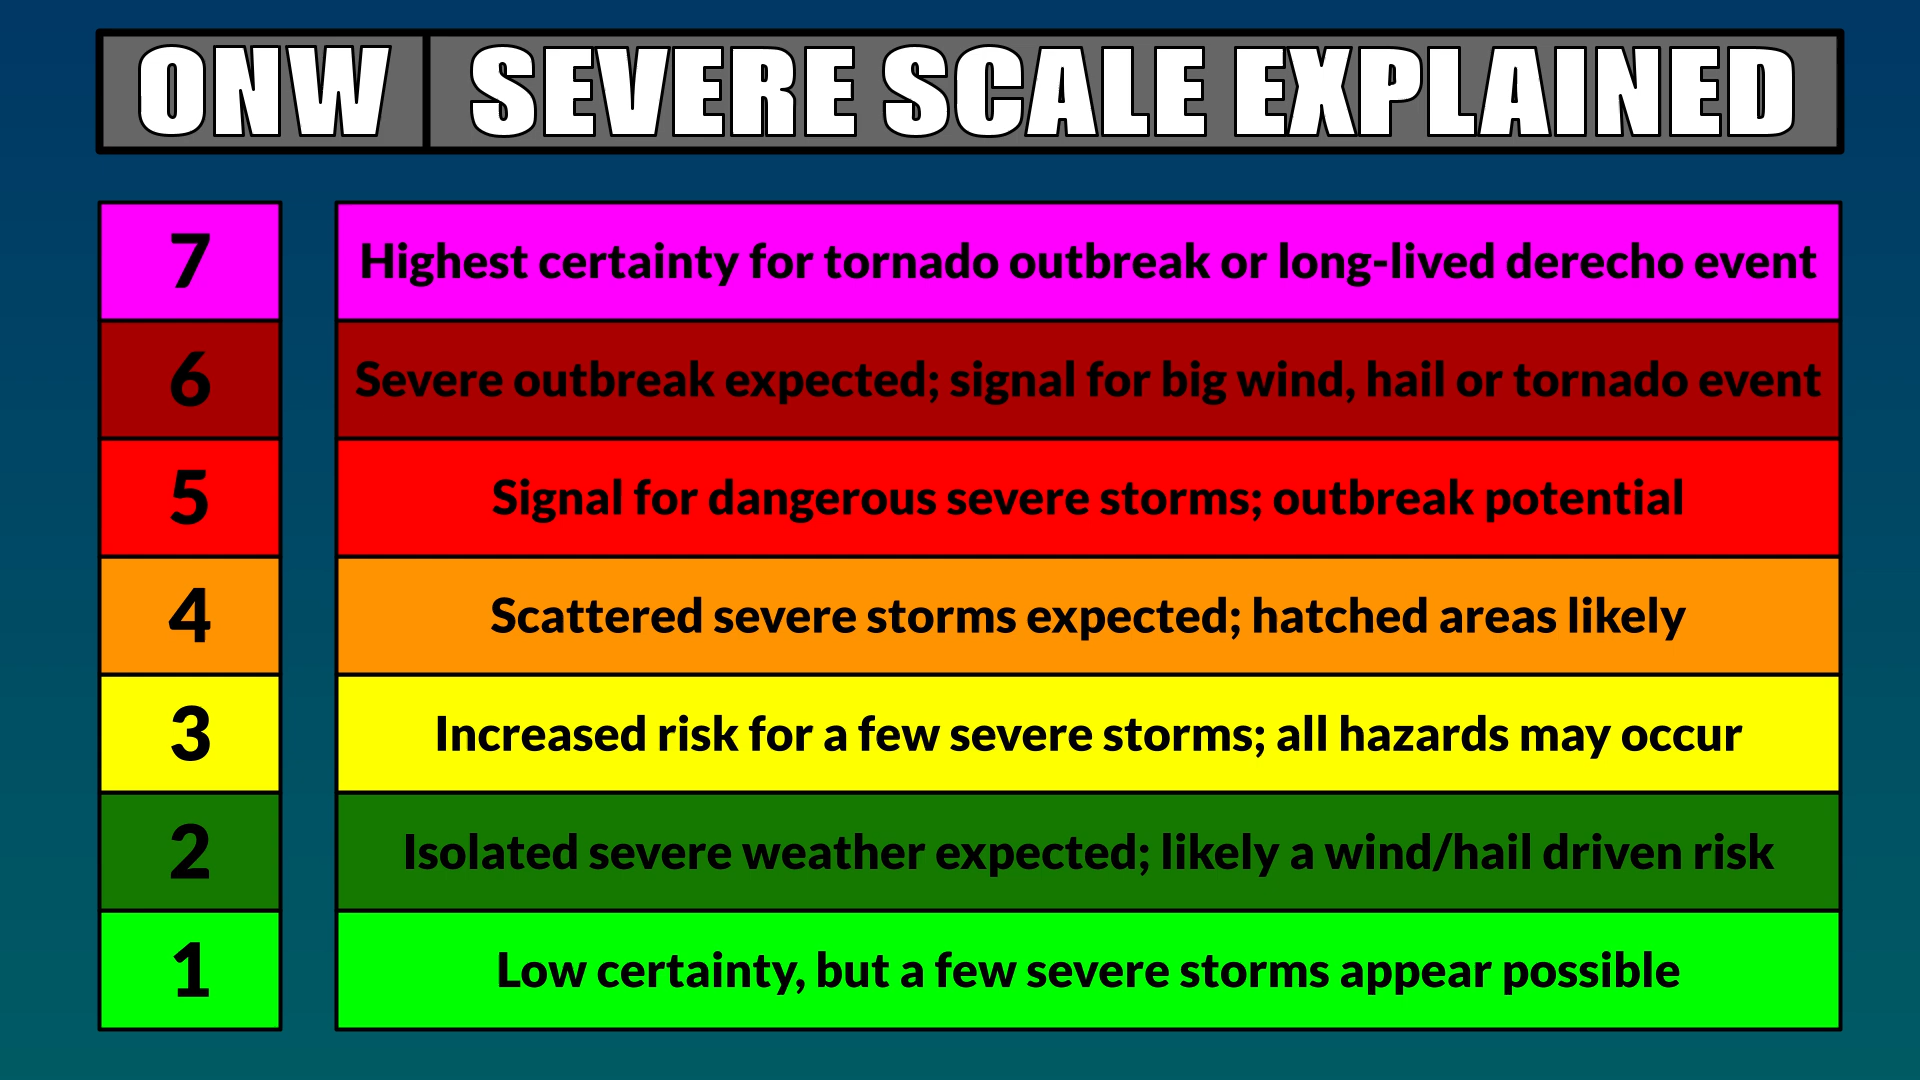 ONW SEVERE SCALE EXPLAINED
7 Highest certainty for tornado outbreak or long-lived derecho event
6 Severe outbreak expected; signal for big wind, hail or tornado event
5 Signal for dangerous severe storms; outbreak potential
4 Scattered severe storms expected; hatched areas likely
3 Increased risk for a few severe storms; all hazards may occur
2 Isolated severe weather expected; likely a wind/hail driven risk
1 Low certainty, but a few severe storms appear possible